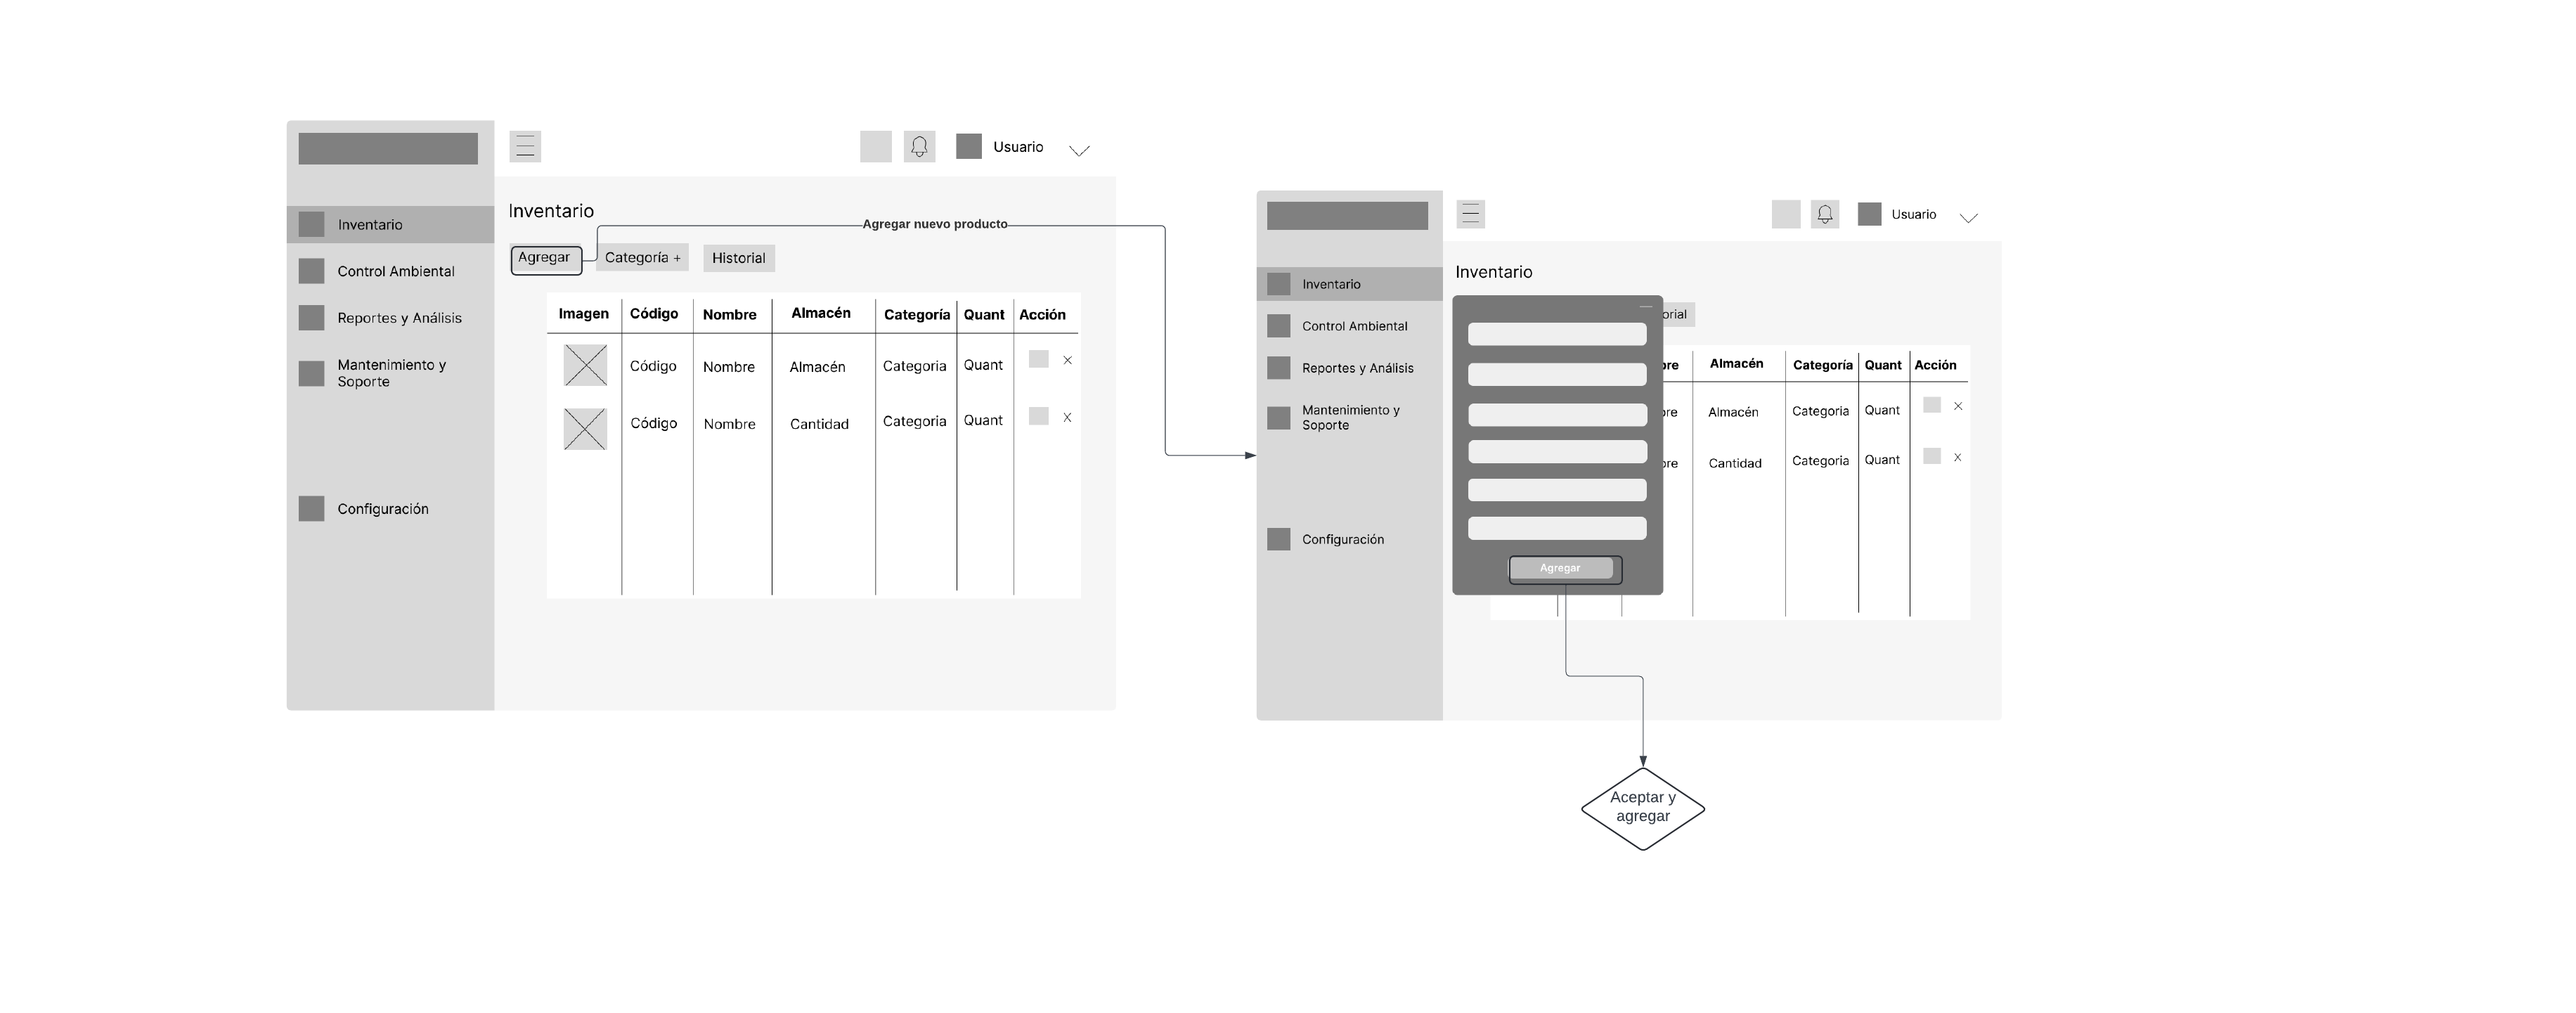 Usuario
Inventario
Inventario
Agregar nuevo producto
Agregar
Categoría +
Historial
Control Ambiental
Reportes y Análisis
Mantenimiento y
Soporte
Configuración
Imagen Código Nombre Almacén Categoría Quant Acción
Código Nombre Almacén Categoria Quant X
Código Nombre Cantidad Categoria Quant X
Usuario
Inventario
Inventario
Control Ambiental
Reportes y Análisis
Mantenimiento y
Soporte
Configuración
orial
bre Almacén Categoría Quant Acción
bre Almacén Categoria Quant X
bre Cantidad Categoria Quant X
Agregar
Aceptar y
agregar